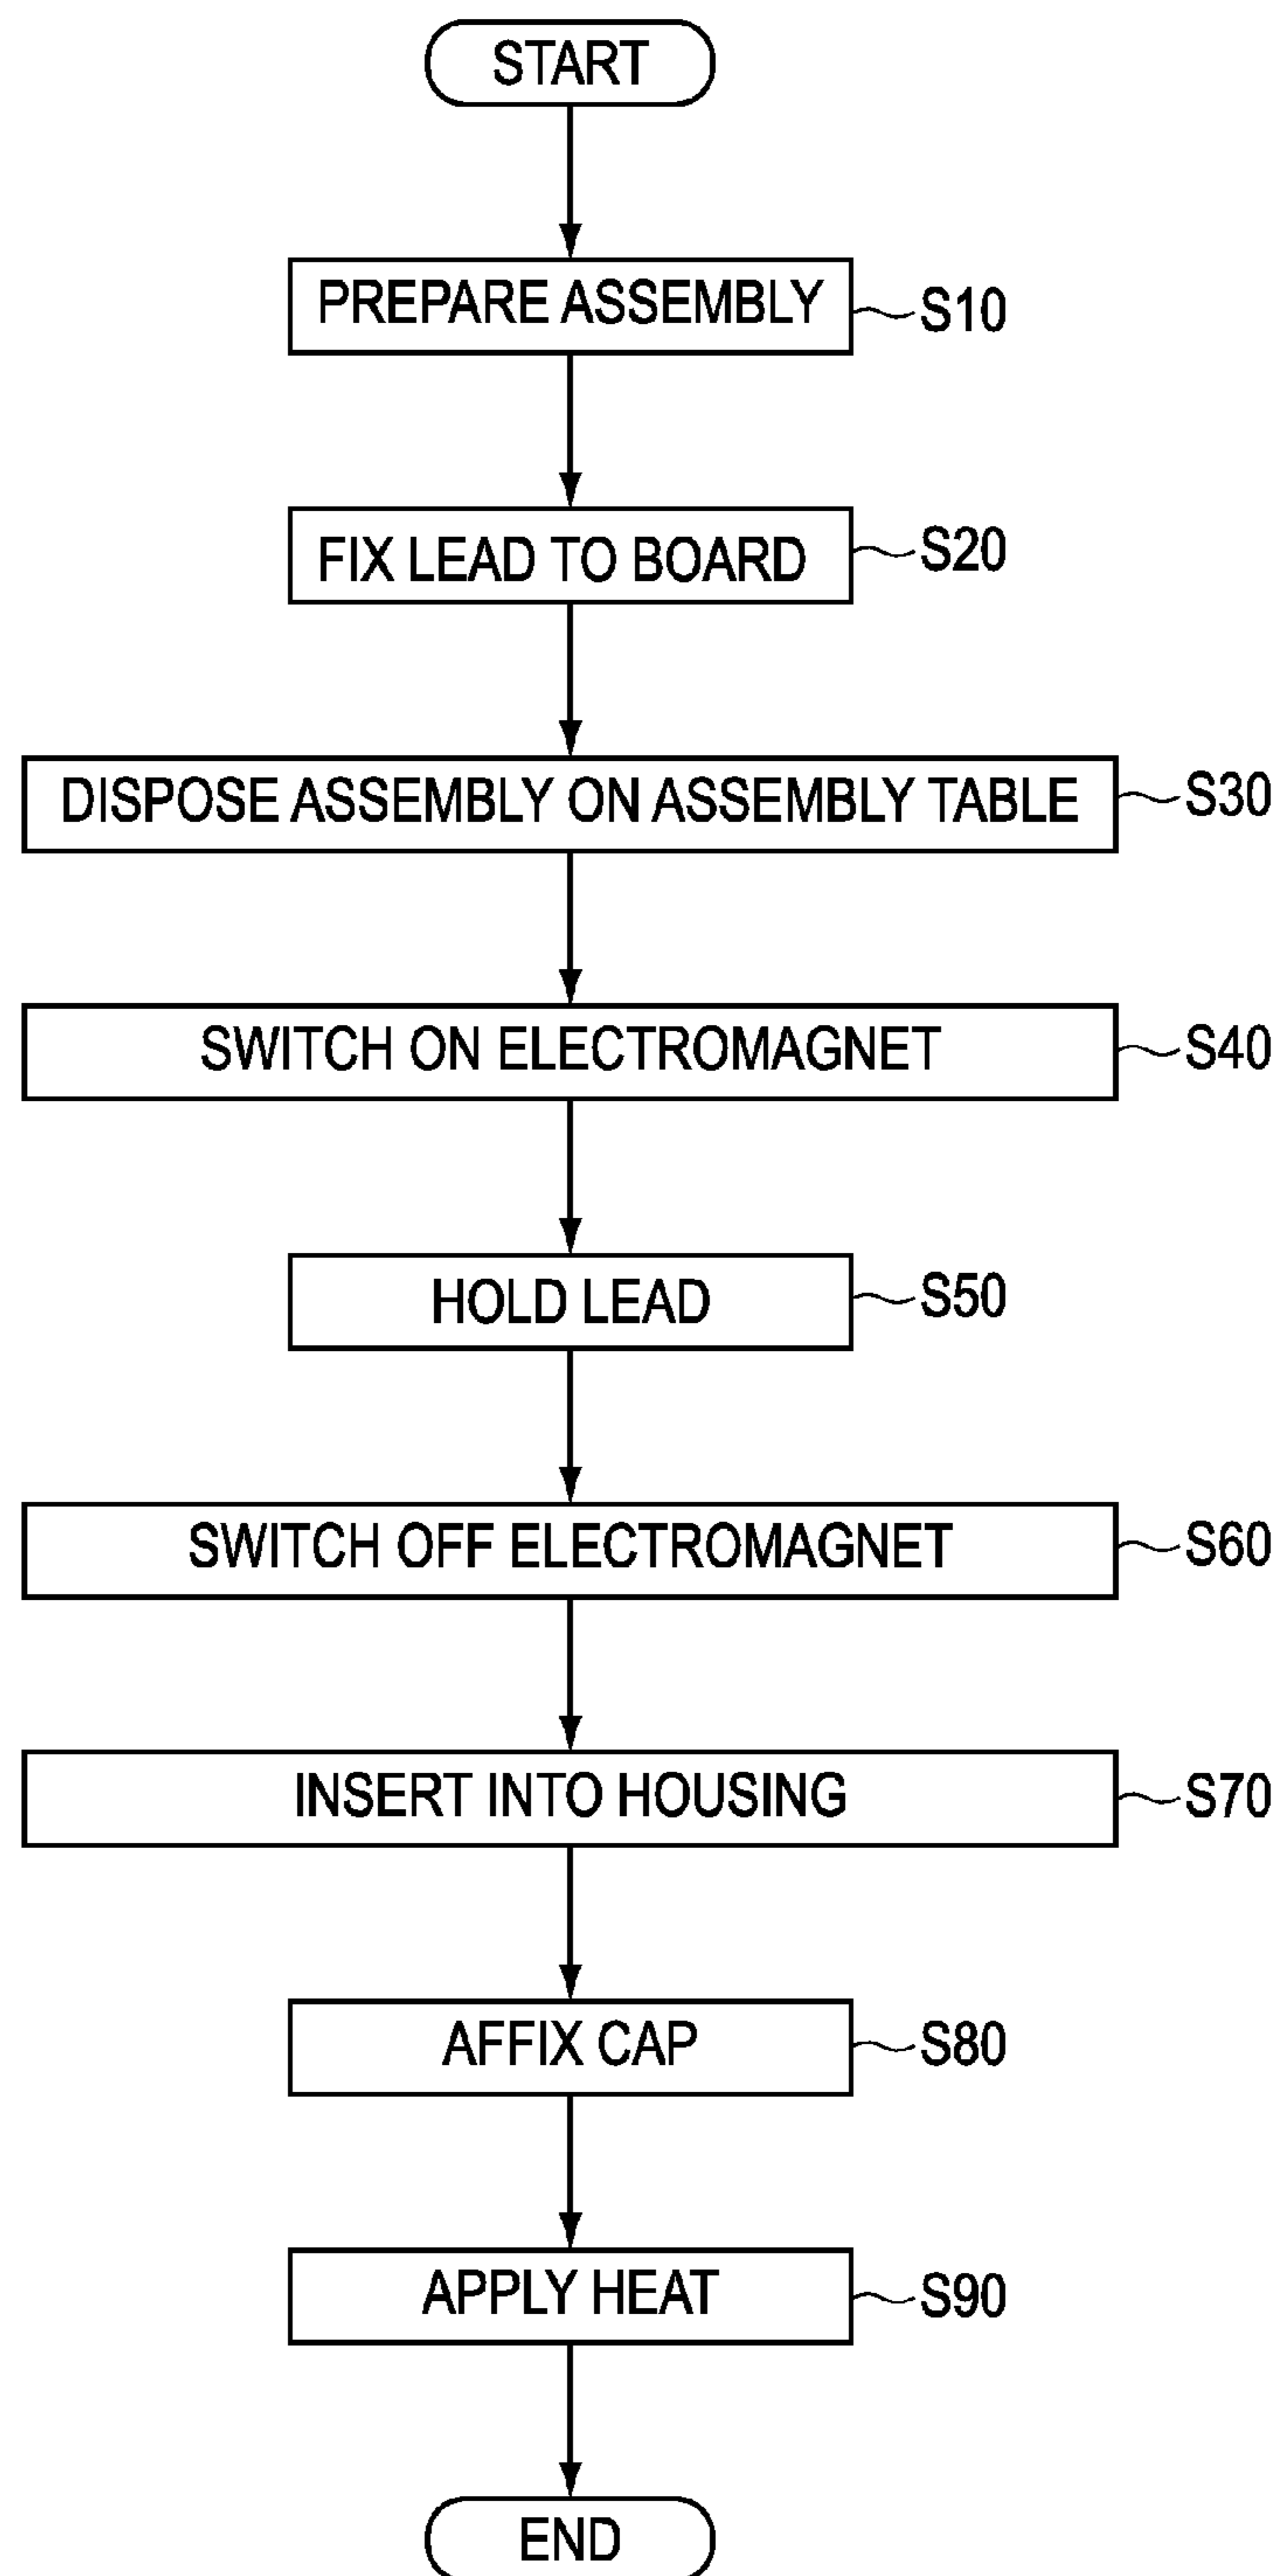 START
PREPARE ASSEMBLY
S10
FIX LEAD TO BOARD
S20
DISPOSE ASSEMBLY ON ASSEMBLY TABLE
S30
SWITCH ON ELECTROMAGNET
S40
HOLD LEAD
S50
SWITCH OFF ELECTROMAGNET
S60
INSERT INTO HOUSING
S70
AFFIX CAP
S80
APPLY HEAT
S90
END